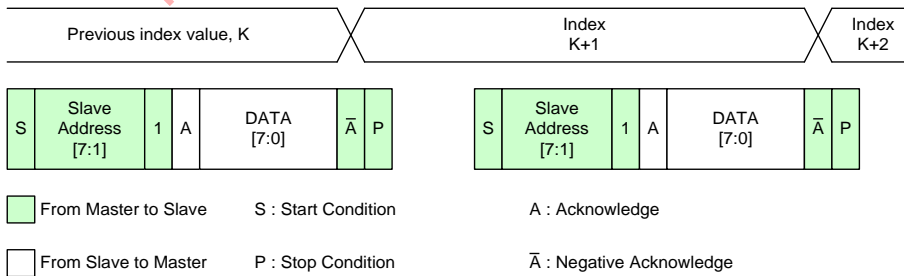 Previous index value, K
Index
K+1
Index
K+2
S
Slave
Address
[7:1]
1
A
DATA
[7:0]
A̅
P
S
Slave
Address
[7:1]
1
A
DATA
[7:0]
A̅
P
From Master to Slave
S : Start Condition
A : Acknowledge
From Slave to Master
P : Stop Condition
A̅ : Negative Acknowledge